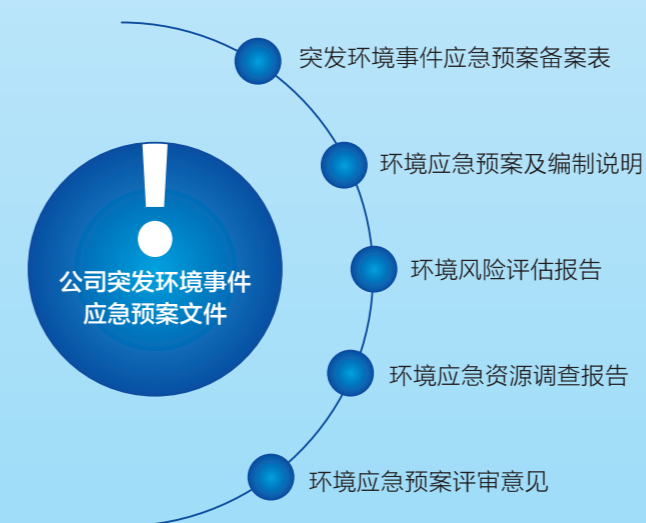 突发环境事件应急预案备案表
环境应急预案及编制说明
公司突发环境事件
应急预案文件
环境风险评估报告
环境应急资源调查报告
环境应急预案评审意见